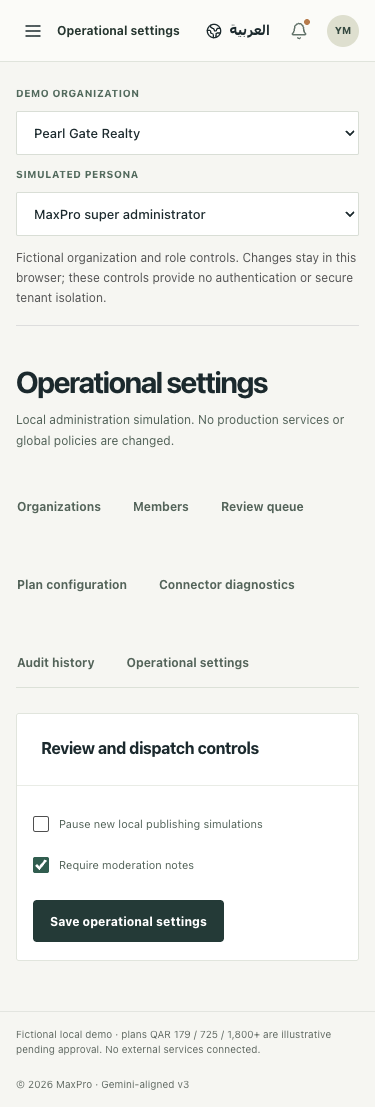 Operational settings
العربية
YM
DEMO ORGANIZATION
Pearl Gate Realty
SIMULATED PERSONA
MaxPro super administrator
Fictional organization and role controls. Changes stay in this
browser; these controls provide no authentication or secure
tenant isolation.
Operational settings
Local administration simulation. No production services or
global policies are changed.
Organizations
Members
Review queue
Plan configuration
Connector diagnostics
Audit history
Operational settings
Review and dispatch controls
Pause new local publishing simulations
Require moderation notes
Save operational settings
Fictional local demo · plans QAR 179 / 725 / 1,800+ are illustrative
pending approval. No external services connected.
© 2026 MaxPro · Gemini-aligned v3